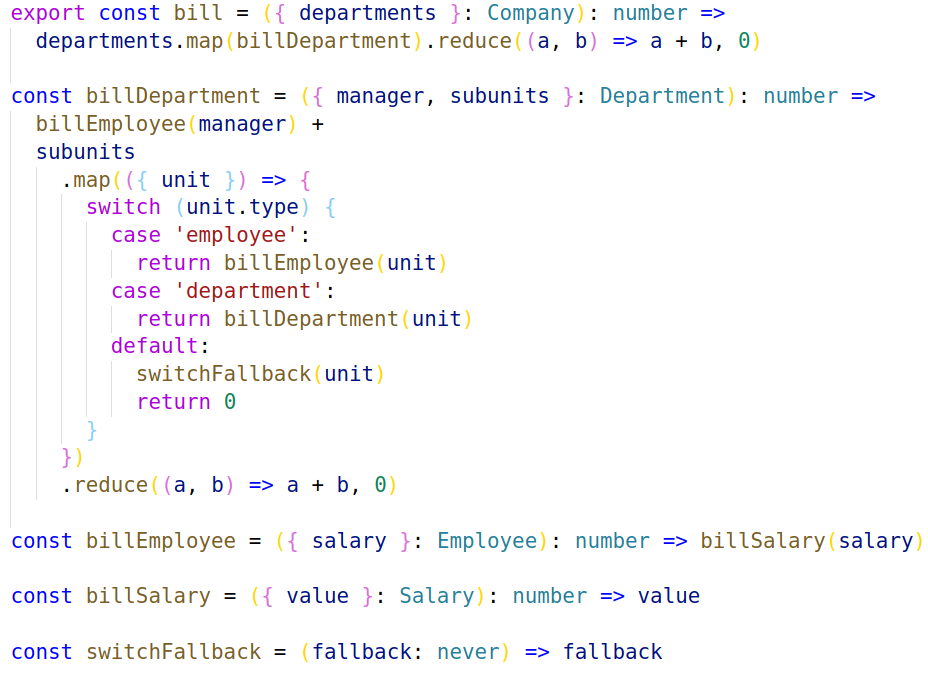 export const bill = ({ departments }: Company): number =>
  departments.map(billDepartment).reduce((a, b) => a + b, 0)

const billDepartment = ({ manager, subunits }: Department): number =>
  billEmployee(manager) +
  subunits
    .map(({ unit }) => {
      switch (unit.type) {
        case 'employee':
          return billEmployee(unit)
        case 'department':
          return billDepartment(unit)
        default:
          switchFallback(unit)
          return 0
      }
    })
    .reduce((a, b) => a + b, 0)

const billEmployee = ({ salary }: Employee): number => billSalary(salary)

const billSalary = ({ value }: Salary): number => value

const switchFallback = (fallback: never) => fallback